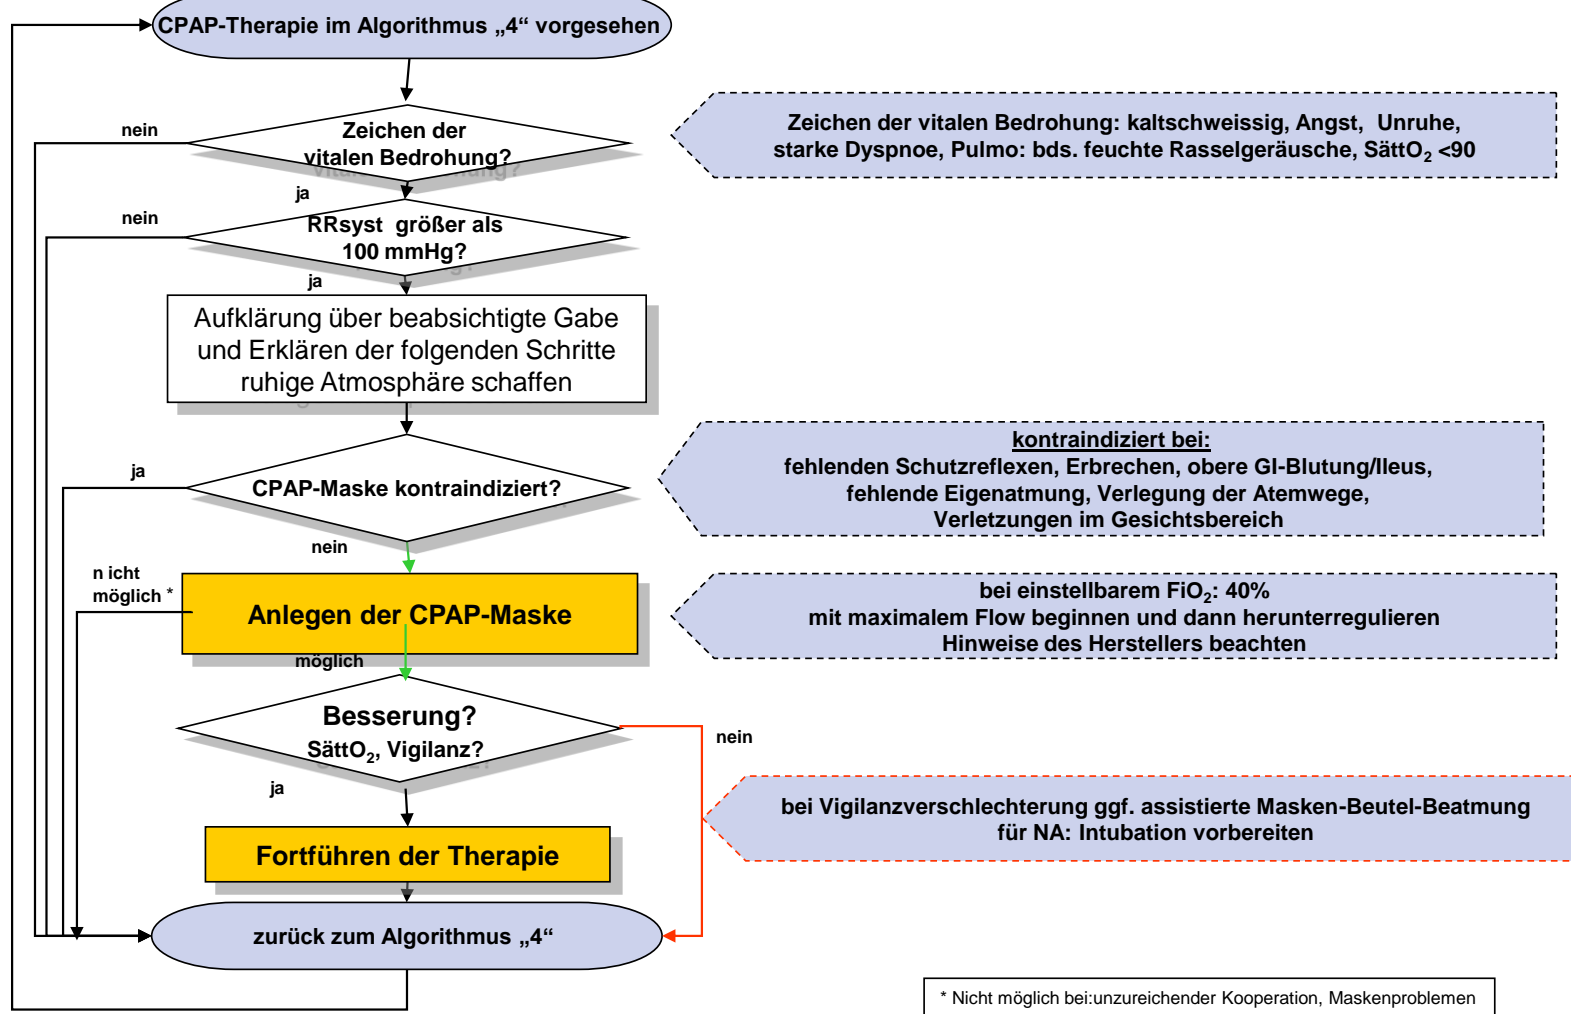 CPAP-Therapie im Algorithmus „4“ vorgesehen
nein
Zeichen der
vitalen Bedrohung?
Zeichen der vitalen Bedrohung: kaltschweissig, Angst, Unruhe,
starke Dyspnoe, Pulmo: bds. feuchte Rasselgeräusche, SättO₂ <90
ja
nein
RRsyst größer als
100 mmHg?
ja
Aufklärung über beabsichtigte Gabe
und Erklären der folgenden Schritte
ruhige Atmosphäre schaffen
ja
CPAP-Maske kontraindiziert?
kontraindiziert bei:
fehlenden Schutzreflexen, Erbrechen, obere GI-Blutung/Ileus,
fehlende Eigenatmung, Verlegung der Atemwege,
Verletzungen im Gesichtsbereich
nein
n icht
möglich *
Anlegen der CPAP-Maske
bei einstellbarem FiO₂: 40%
mit maximalem Flow beginnen und dann herunterregulieren
Hinweise des Herstellers beachten
möglich
Besserung?
SättO₂, Vigilanz?
nein
ja
bei Vigilanzverschlechterung ggf. assistierte Masken-Beutel-Beatmung
für NA: Intubation vorbereiten
Fortführen der Therapie
zurück zum Algorithmus „4“
* Nicht möglich bei:unzureichender Kooperation, Maskenproblemen